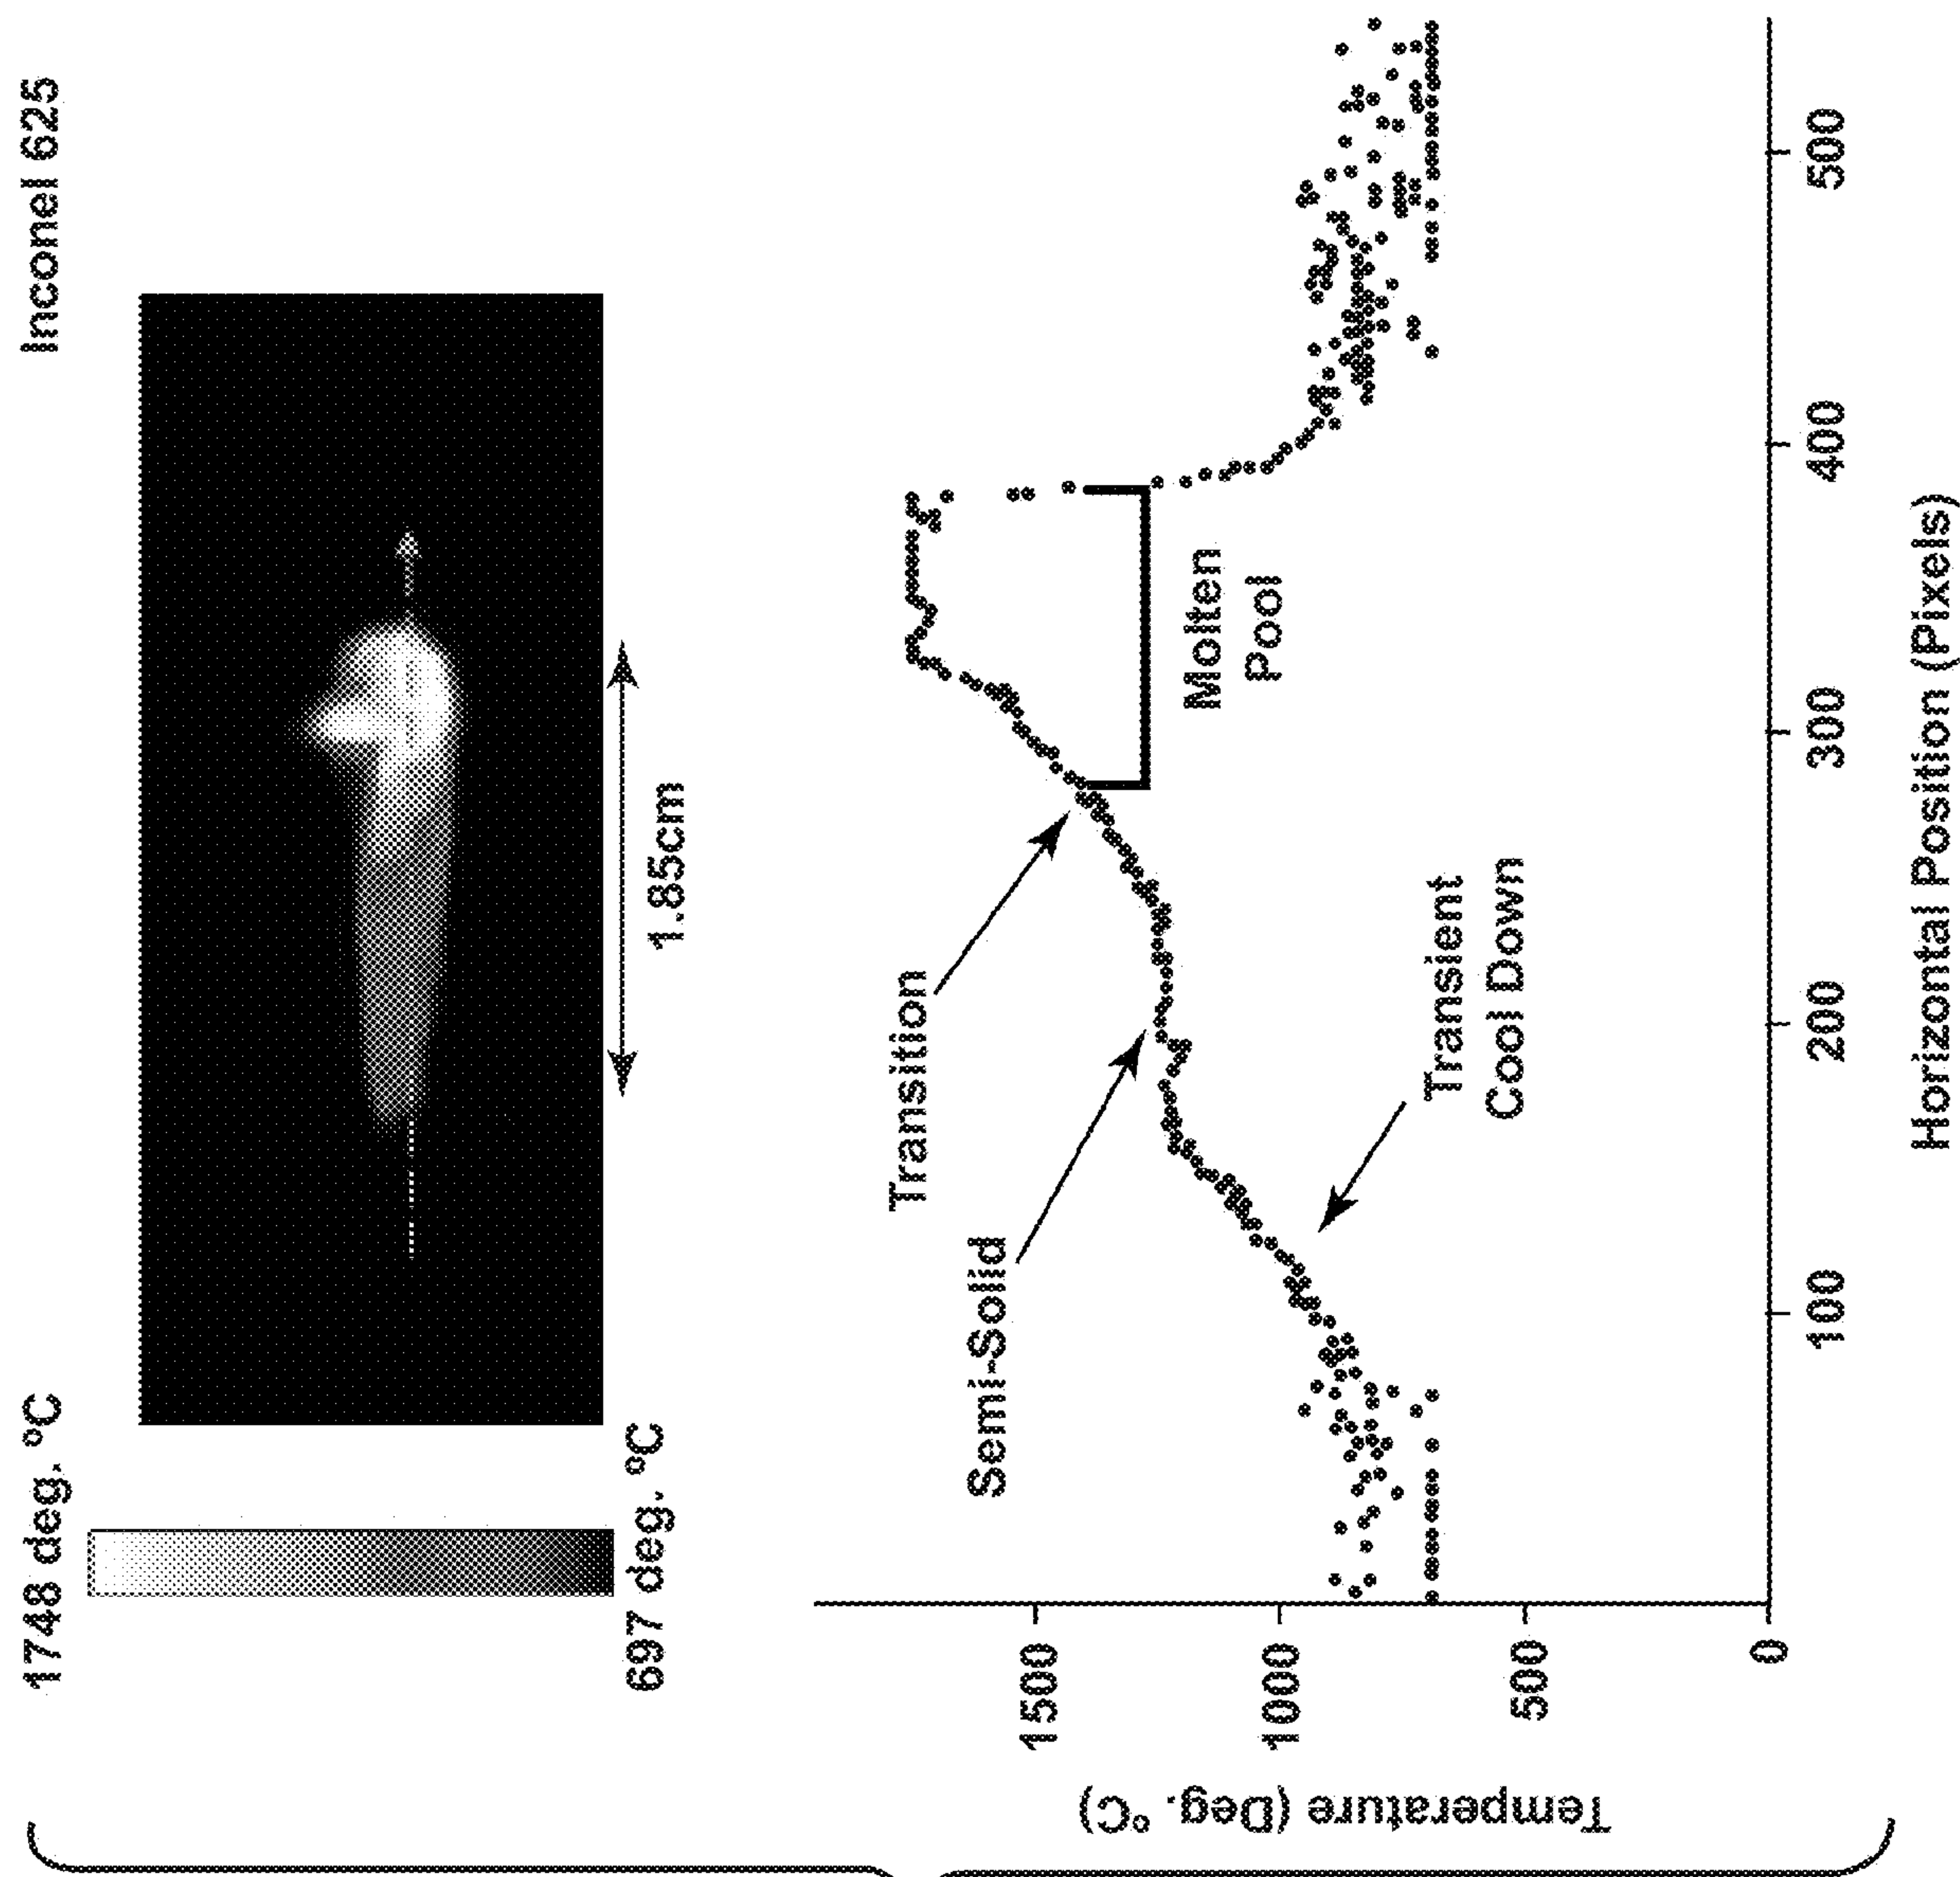 Inconel 625
1748 deg. °C
697 deg. °C
1.85cm
Transition
Semi-Solid
Molten
Pool
Transient
Cool Down
Temperature (Deg. °C)
1500
1000
500
0
100
200
300
400
500
Horizontal Position (Pixels)